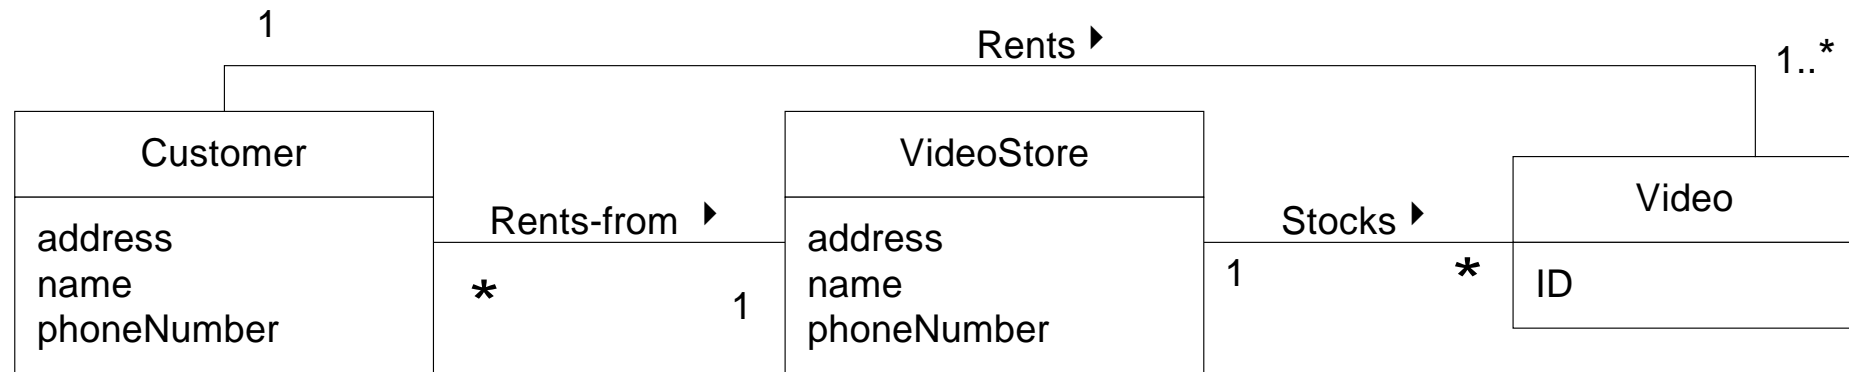 1
Rents
1..*
Customer
address
name
phoneNumber
Rents-from
*
1
VideoStore
address
name
phoneNumber
Stocks
1
*
Video
ID